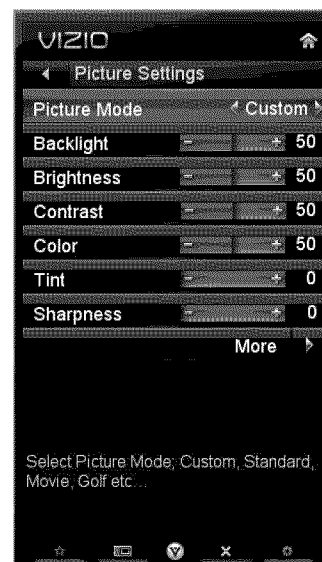 VIZIO
Picture Settings
Picture Mode Custom
Backlight 50
Brightness 50
Contrast 50
Color 50
Tint 0
Sharpness 0
More
Select Picture Mode; Custom, Standard,
Movie, Golf etc...